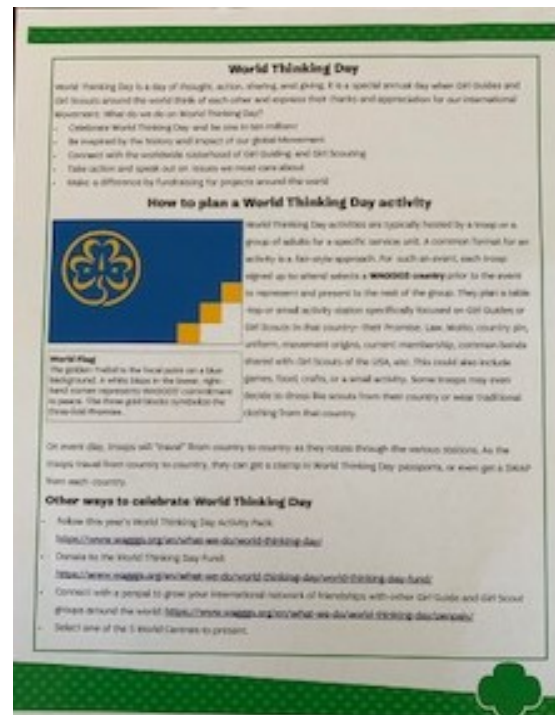 World Thinking Day
World Thinking Day is a day of thought, action, sharing, and giving. It is a special annual day when Girl Guides and
Girl Scouts around the world think of each other and express their thanks and appreciation for our international
Movement. What do we do on World Thinking Day?
- Celebrate World Thinking Day and be one in ten million!
- Be inspired by the history and impact of our global Movement
- Connect with the worldwide sisterhood of Girl Guiding and Girl Scouting
- Take action and speak out on issues we most care about
- Make a difference by fundraising for projects around the world
How to plan a World Thinking Day activity
World Thinking Day activities are typically hosted by a troop or a
group of adults for a specific service unit. A common format for an
activity is a fair-style approach. For such an event, each troop
signed up to attend selects a WAGGGS country prior to the event
to represent and present to the rest of the group. They plan a table
-top or small activity station specifically focused on Girl Guides or
Girl Scouts in that country- their Promise, Law, Motto, country pin,
uniform, movement origins, current membership, common bonds
shared with Girl Scouts of the USA, etc. This could also include
games, food, crafts, or a small activity. Some troops may even
decide to dress like scouts from their country or wear traditional
clothing from that country.
World Flag
The golden Trefoil is the focal point on a blue
background. A white blaze in the lower, right-
hand corner represents WAGGGS' commitment
to peace. The three gold blocks symbolize the
three-fold Promise.
On event day, troops will "travel" from country to country as they rotate through the various stations. As the
troops travel from country to country, they can get a stamp in World Thinking Day passports, or even get a SWAP
from each country.
Other ways to celebrate World Thinking Day
- Follow this year's World Thinking Day Activity Pack:
https://www.wagggs.org/en/what-we-do/world-thinking-day/
- Donate to the World Thinking Day Fund:
https://www.wagggs.org/en/what-we-do/world-thinking-day/world-thinking-day-fund/
- Connect with a penpal to grow your international network of friendships with other Girl Guide and Girl Scout
groups around the world: https://www.wagggs.org/en/what-we-do/world-thinking-day/penpals/
- Select one of the 5 World Centres to present.